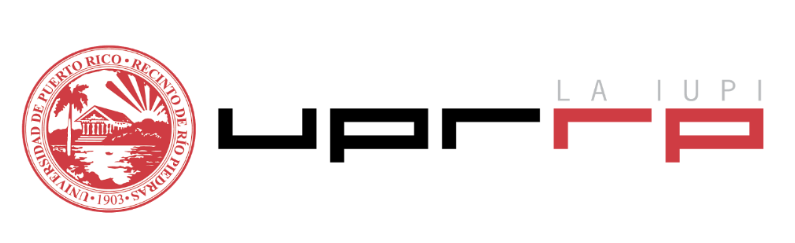 UNIVERSIDAD DE PUERTO RICO • RECINTO DE RÍO PIEDRAS
• 1903 •
LA IUPI
uprrp